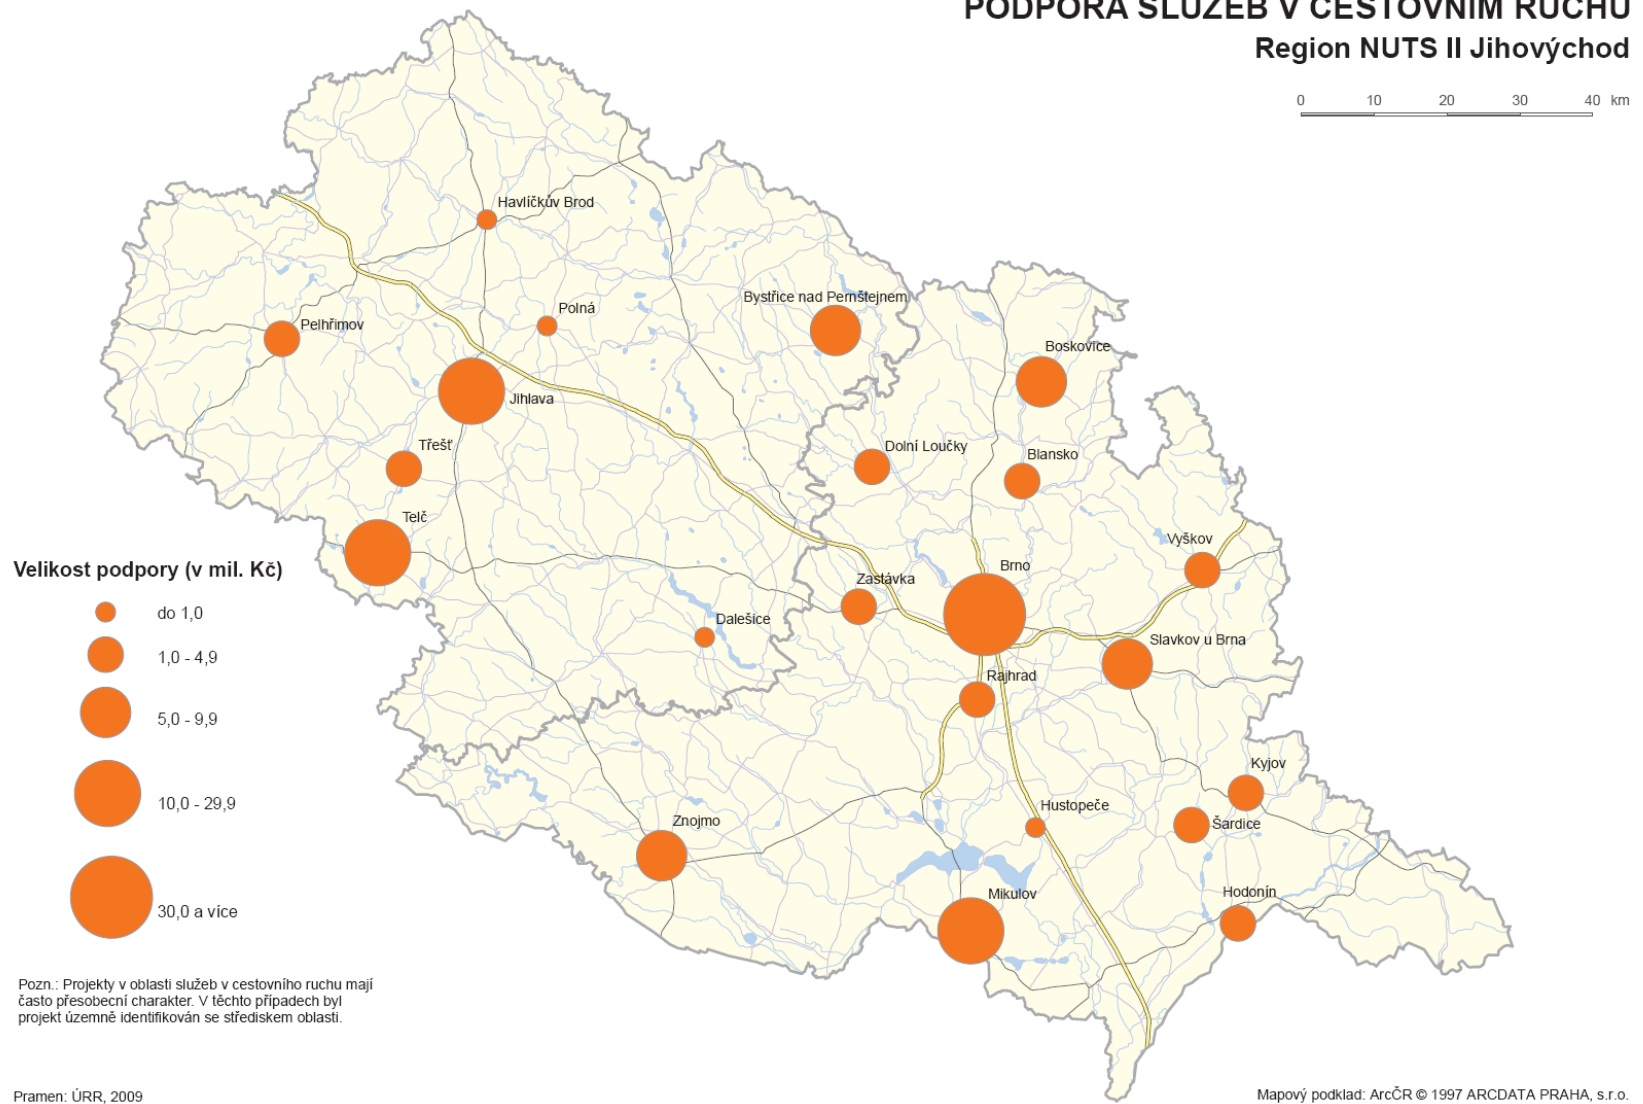 PODPORA SLUŽEB V CESTOVNÍM RUCHU
Region NUTS II Jihovýchod
0 10 20 30 40 km
Havlíčkův Brod
Polná
Bystřice nad Pernštejnem
Pelhřimov
Boskovice
Jihlava
Třešť
Dolní Loučky
Blansko
Telč
Vyškov
Brno
Zastávka
Dalešice
Slavkov u Brna
Rajhrad
Kyjov
Hustopeče
Šardice
Znojmo
Mikulov
Hodonín
Velikost podpory (v mil. Kč)
do 1,0
1,0 - 4,9
5,0 - 9,9
10,0 - 29,9
30,0 a více
Pozn.: Projekty v oblasti služeb v cestovního ruchu mají
často přesobecní charakter. V těchto případech byl
projekt územně identifikován se střediskem oblasti.
Pramen: ÚRR, 2009
Mapový podklad: ArcČR © 1997 ARCDATA PRAHA, s.r.o.